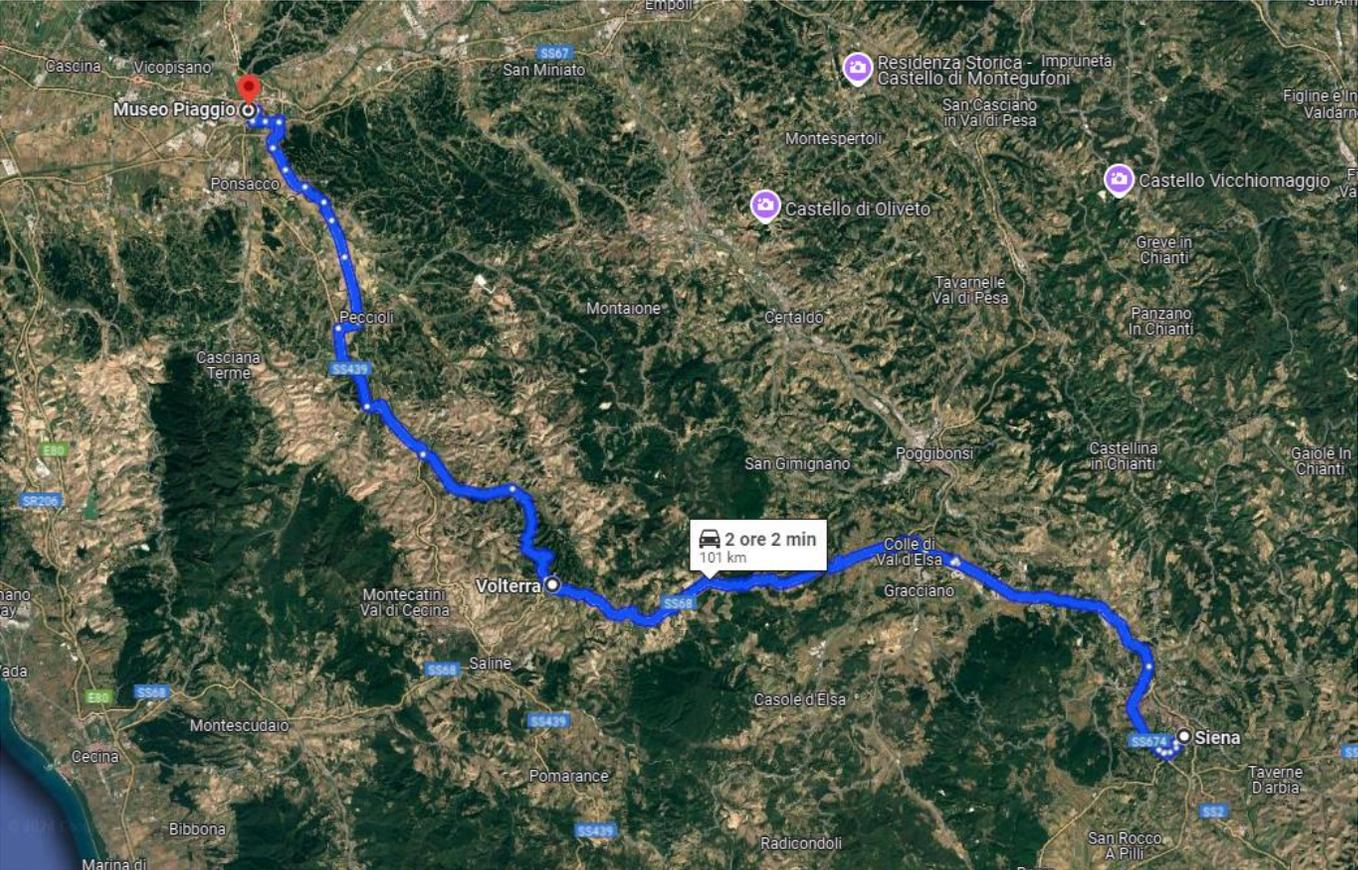 Empoli
SS67
Cascina
Vicopisano
San Miniato
Residenza Storica -
Castello di Montegufoni
Impruneta
Museo Piaggio
San Casciano
in Val di Pesa
Figline e In
Valdarn
Montespertoli
Ponsacco
Castello di Oliveto
Castello Vicchiomaggio
Greve in
Chianti
Tavarnelle
Val di Pesa
Montaione
Certaldo
Panzano
In Chianti
Peccioli
Casciana
Terme
SS439
E80
SR206
San Gimignano
Poggibonsi
Castellina
in Chianti
Gaiole In
Chianti
2 ore 2 min
101 km
Colle di
Val d'Elsa
Volterra
Montecatini
Val di Cecina
SS68
Gracciano
nano
ay
SS68
Saline
ada
E80
SS68
Casole d'Elsa
Montescudaio
SS439
SS674
Siena
Cecina
Pomarance
Taverne
D'arbia
SS2
Bibbona
SS439
Radicondoli
San Rocco
A Pilli
Marina di